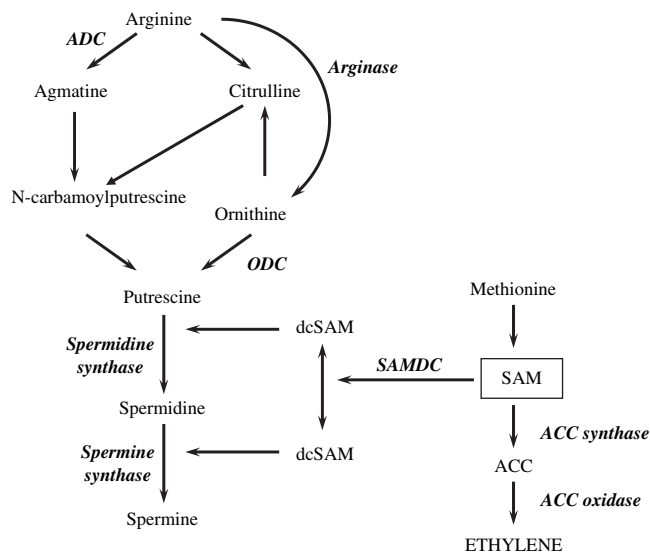 Arginine
ADC
Arginase
Agmatine
Citrulline
N-carbamoylputrescine
Ornithine
ODC
Putrescine
Methionine
dcSAM
Spermidine
synthase
SAMDC
SAM
Spermidine
ACC synthase
Spermine
synthase
dcSAM
ACC
ACC oxidase
Spermine
ETHYLENE